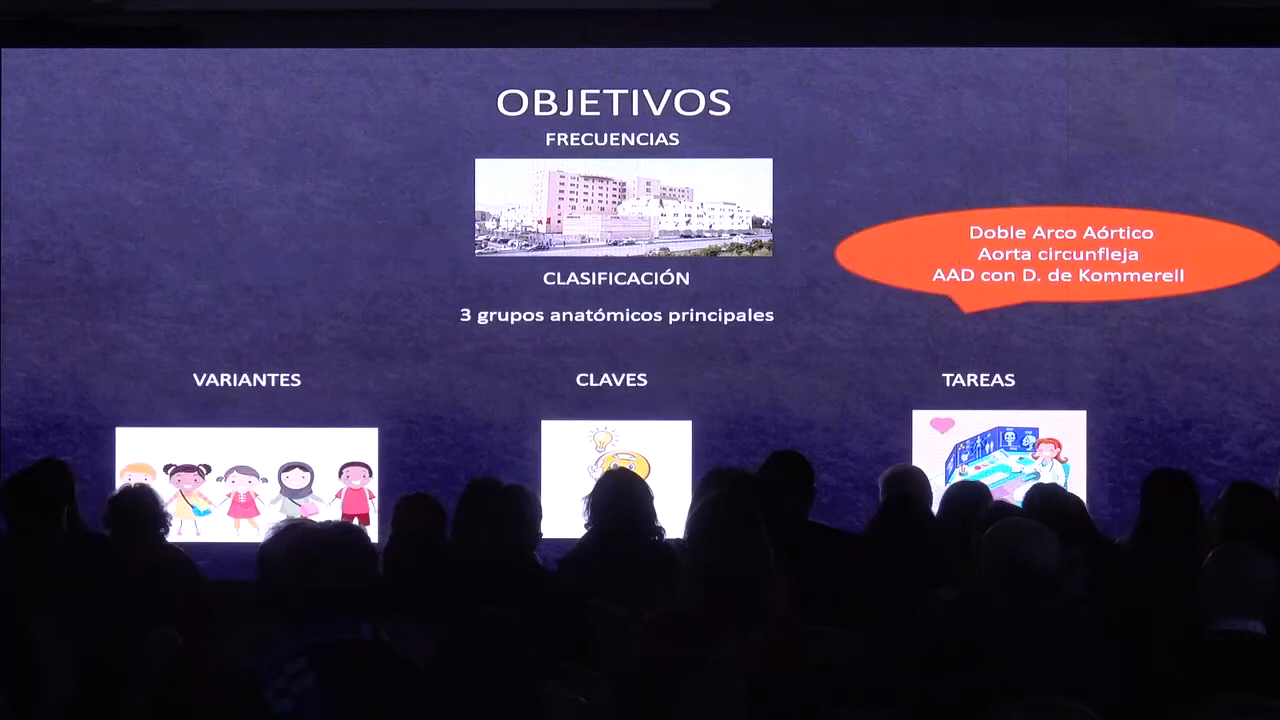 OBJETIVOS
FRECUENCIAS
CLASIFICACIÓN
3 grupos anatómicos principales
Doble Arco Aórtico
Aorta circunfleja
AAD con D. de Kommerell
VARIANTES
CLAVES
TAREAS